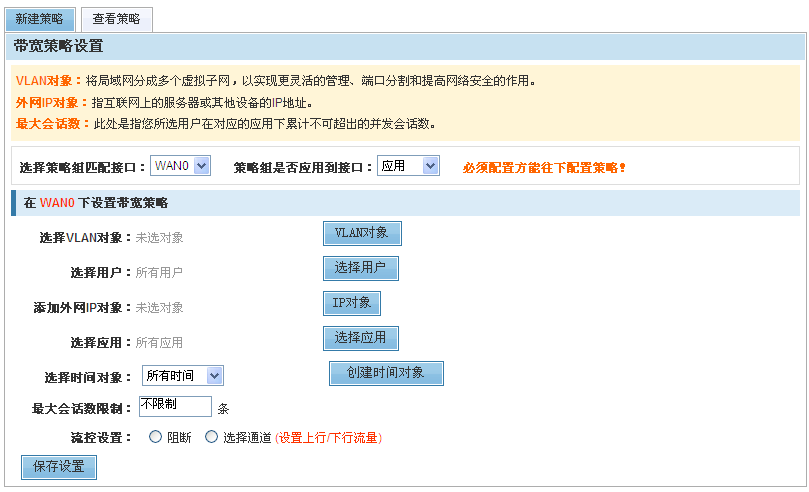 新建策略 查看策略
带宽策略设置
VLAN对象：将局域网分成多个虚拟子网，以实现更灵活的管理、端口分割和提高网络安全的作用。
外网IP对象：指互联网上的服务器或其他设备的IP地址。
最大会话数：此处是指您所选用户在对应的应用下累计不可超出的并发会话数。
选择策略组匹配接口：WAN0 策略组是否应用到接口：应用 必须配置方能往下配置策略！
在 WAN0 下设置带宽策略
选择VLAN对象：未选对象 VLAN对象
选择用户：所有用户 选择用户
添加外网IP对象：未选对象 IP对象
选择应用：所有应用 选择应用
选择时间对象：所有时间 创建时间对象
最大会话数限制：不限制 条
流控设置：阻断 选择通道 (设置上行/下行流量)
保存设置